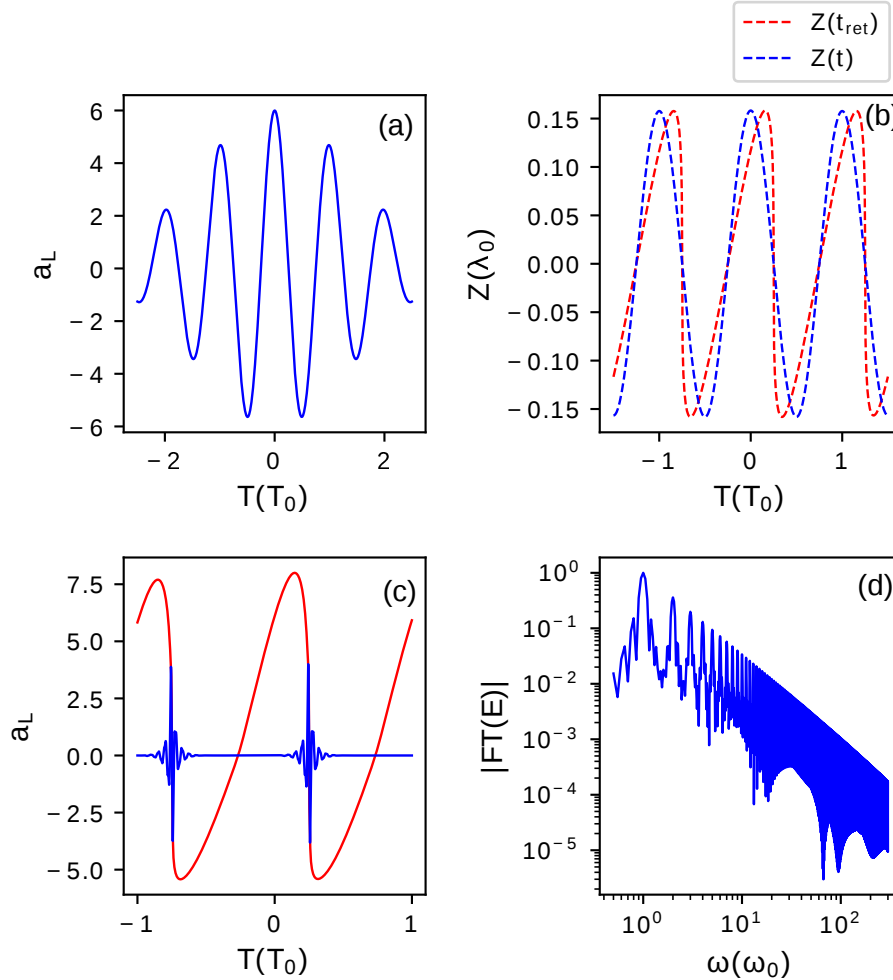 Z(t_ret)
Z(t)
(a)
6
4
2
0
−2
−4
−6
a_L
−2 0 2
T(T_0)
(b)
0.15
0.10
0.05
0.00
−0.05
−0.10
−0.15
Z(λ_0)
−1 0 1
T(T_0)
(c)
7.5
5.0
2.5
0.0
−2.5
−5.0
a_L
−1 0 1
T(T_0)
(d)
10^0
10^-1
10^-2
10^-3
10^-4
10^-5
|FT(E)|
10^0 10^1 10^2
ω(ω_0)